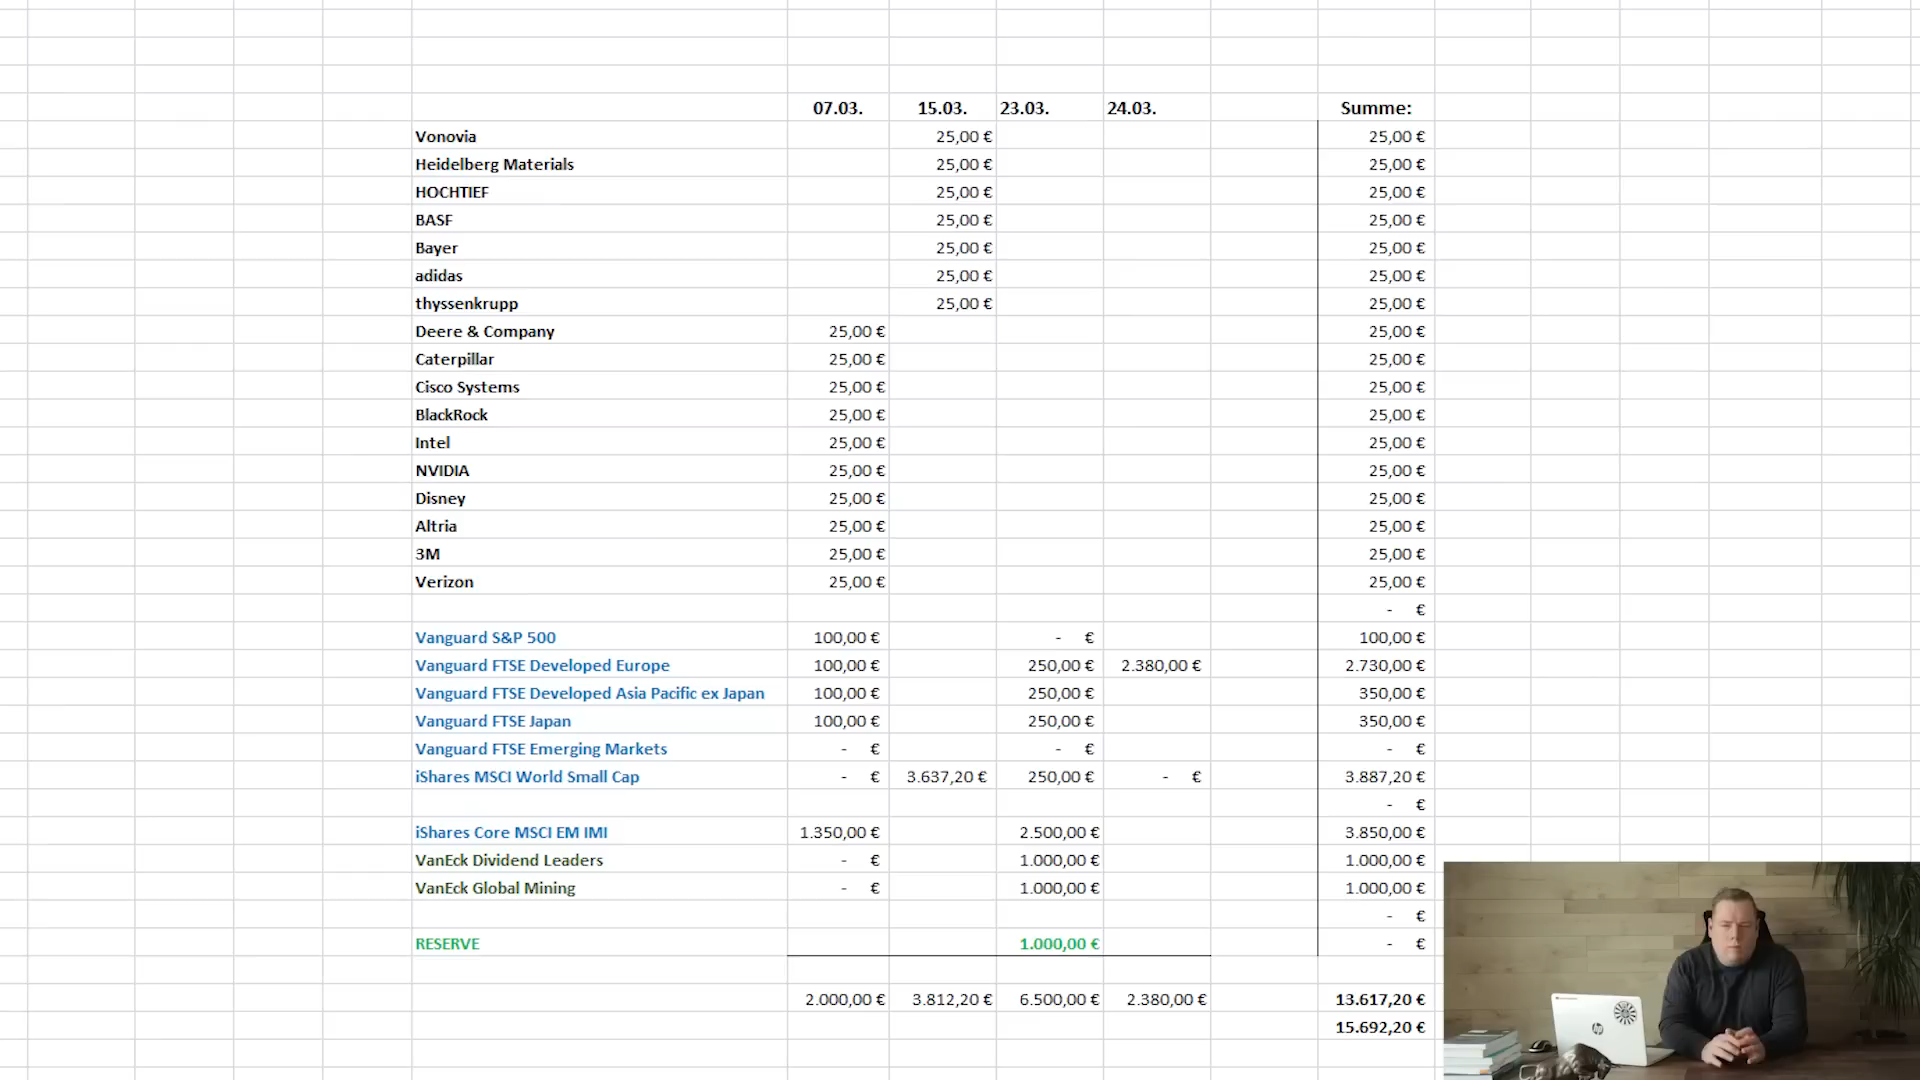 07.03. 15.03. 23.03. 24.03. Summe:
Vonovia 25,00 € 25,00 €
Heidelberg Materials 25,00 € 25,00 €
HOCHTIEF 25,00 € 25,00 €
BASF 25,00 € 25,00 €
Bayer 25,00 € 25,00 €
adidas 25,00 € 25,00 €
thyssenkrupp 25,00 € 25,00 €
Deere & Company 25,00 € 25,00 €
Caterpillar 25,00 € 25,00 €
Cisco Systems 25,00 € 25,00 €
BlackRock 25,00 € 25,00 €
Intel 25,00 € 25,00 €
NVIDIA 25,00 € 25,00 €
Disney 25,00 € 25,00 €
Altria 25,00 € 25,00 €
3M 25,00 € 25,00 €
Verizon 25,00 € 25,00 €
- €
Vanguard S&P 500 100,00 € - € 100,00 €
Vanguard FTSE Developed Europe 100,00 € 250,00 € 2.380,00 € 2.730,00 €
Vanguard FTSE Developed Asia Pacific ex Japan 100,00 € 250,00 € 350,00 €
Vanguard FTSE Japan 100,00 € 250,00 € 350,00 €
Vanguard FTSE Emerging Markets - € - € - €
iShares MSCI World Small Cap - € 3.637,20 € 250,00 € - € 3.887,20 €
- €
iShares Core MSCI EM IMI 1.350,00 € 2.500,00 € 3.850,00 €
VanEck Dividend Leaders - € 1.000,00 € 1.000,00 €
VanEck Global Mining - € 1.000,00 € 1.000,00 €
- €
RESERVE 1.000,00 € - €
2.000,00 € 3.812,20 € 6.500,00 € 2.380,00 € 13.617,20 €
15.692,20 €
hp